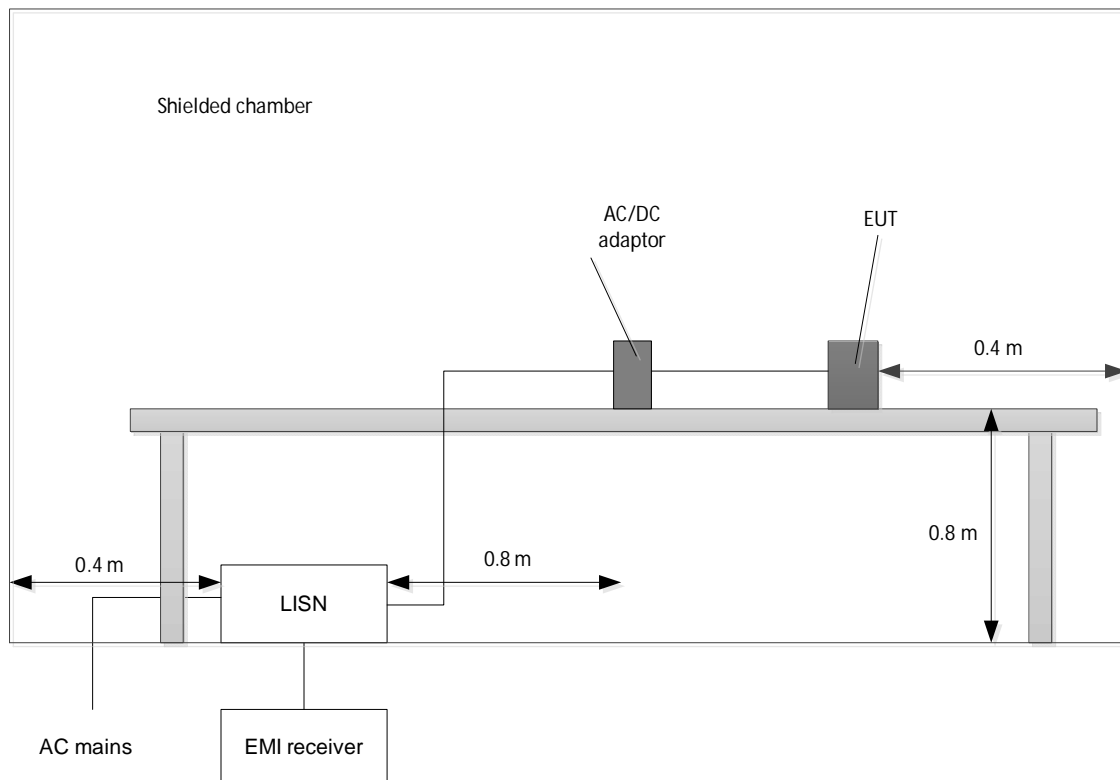 Shielded chamber
AC/DC
adaptor
EUT
0.4 m
0.8 m
0.4 m
0.8 m
LISN
AC mains
EMI receiver